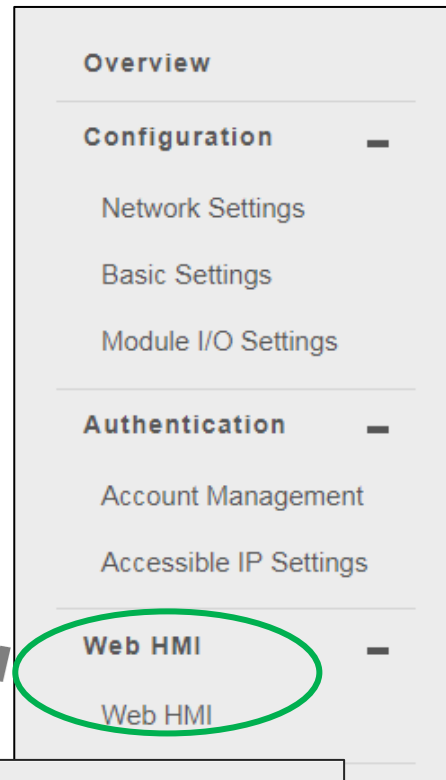 Overview
Configuration
Network Settings
Basic Settings
Module I/O Settings
Authentication
Account Management
Accessible IP Settings
Web HMI
Web HMI